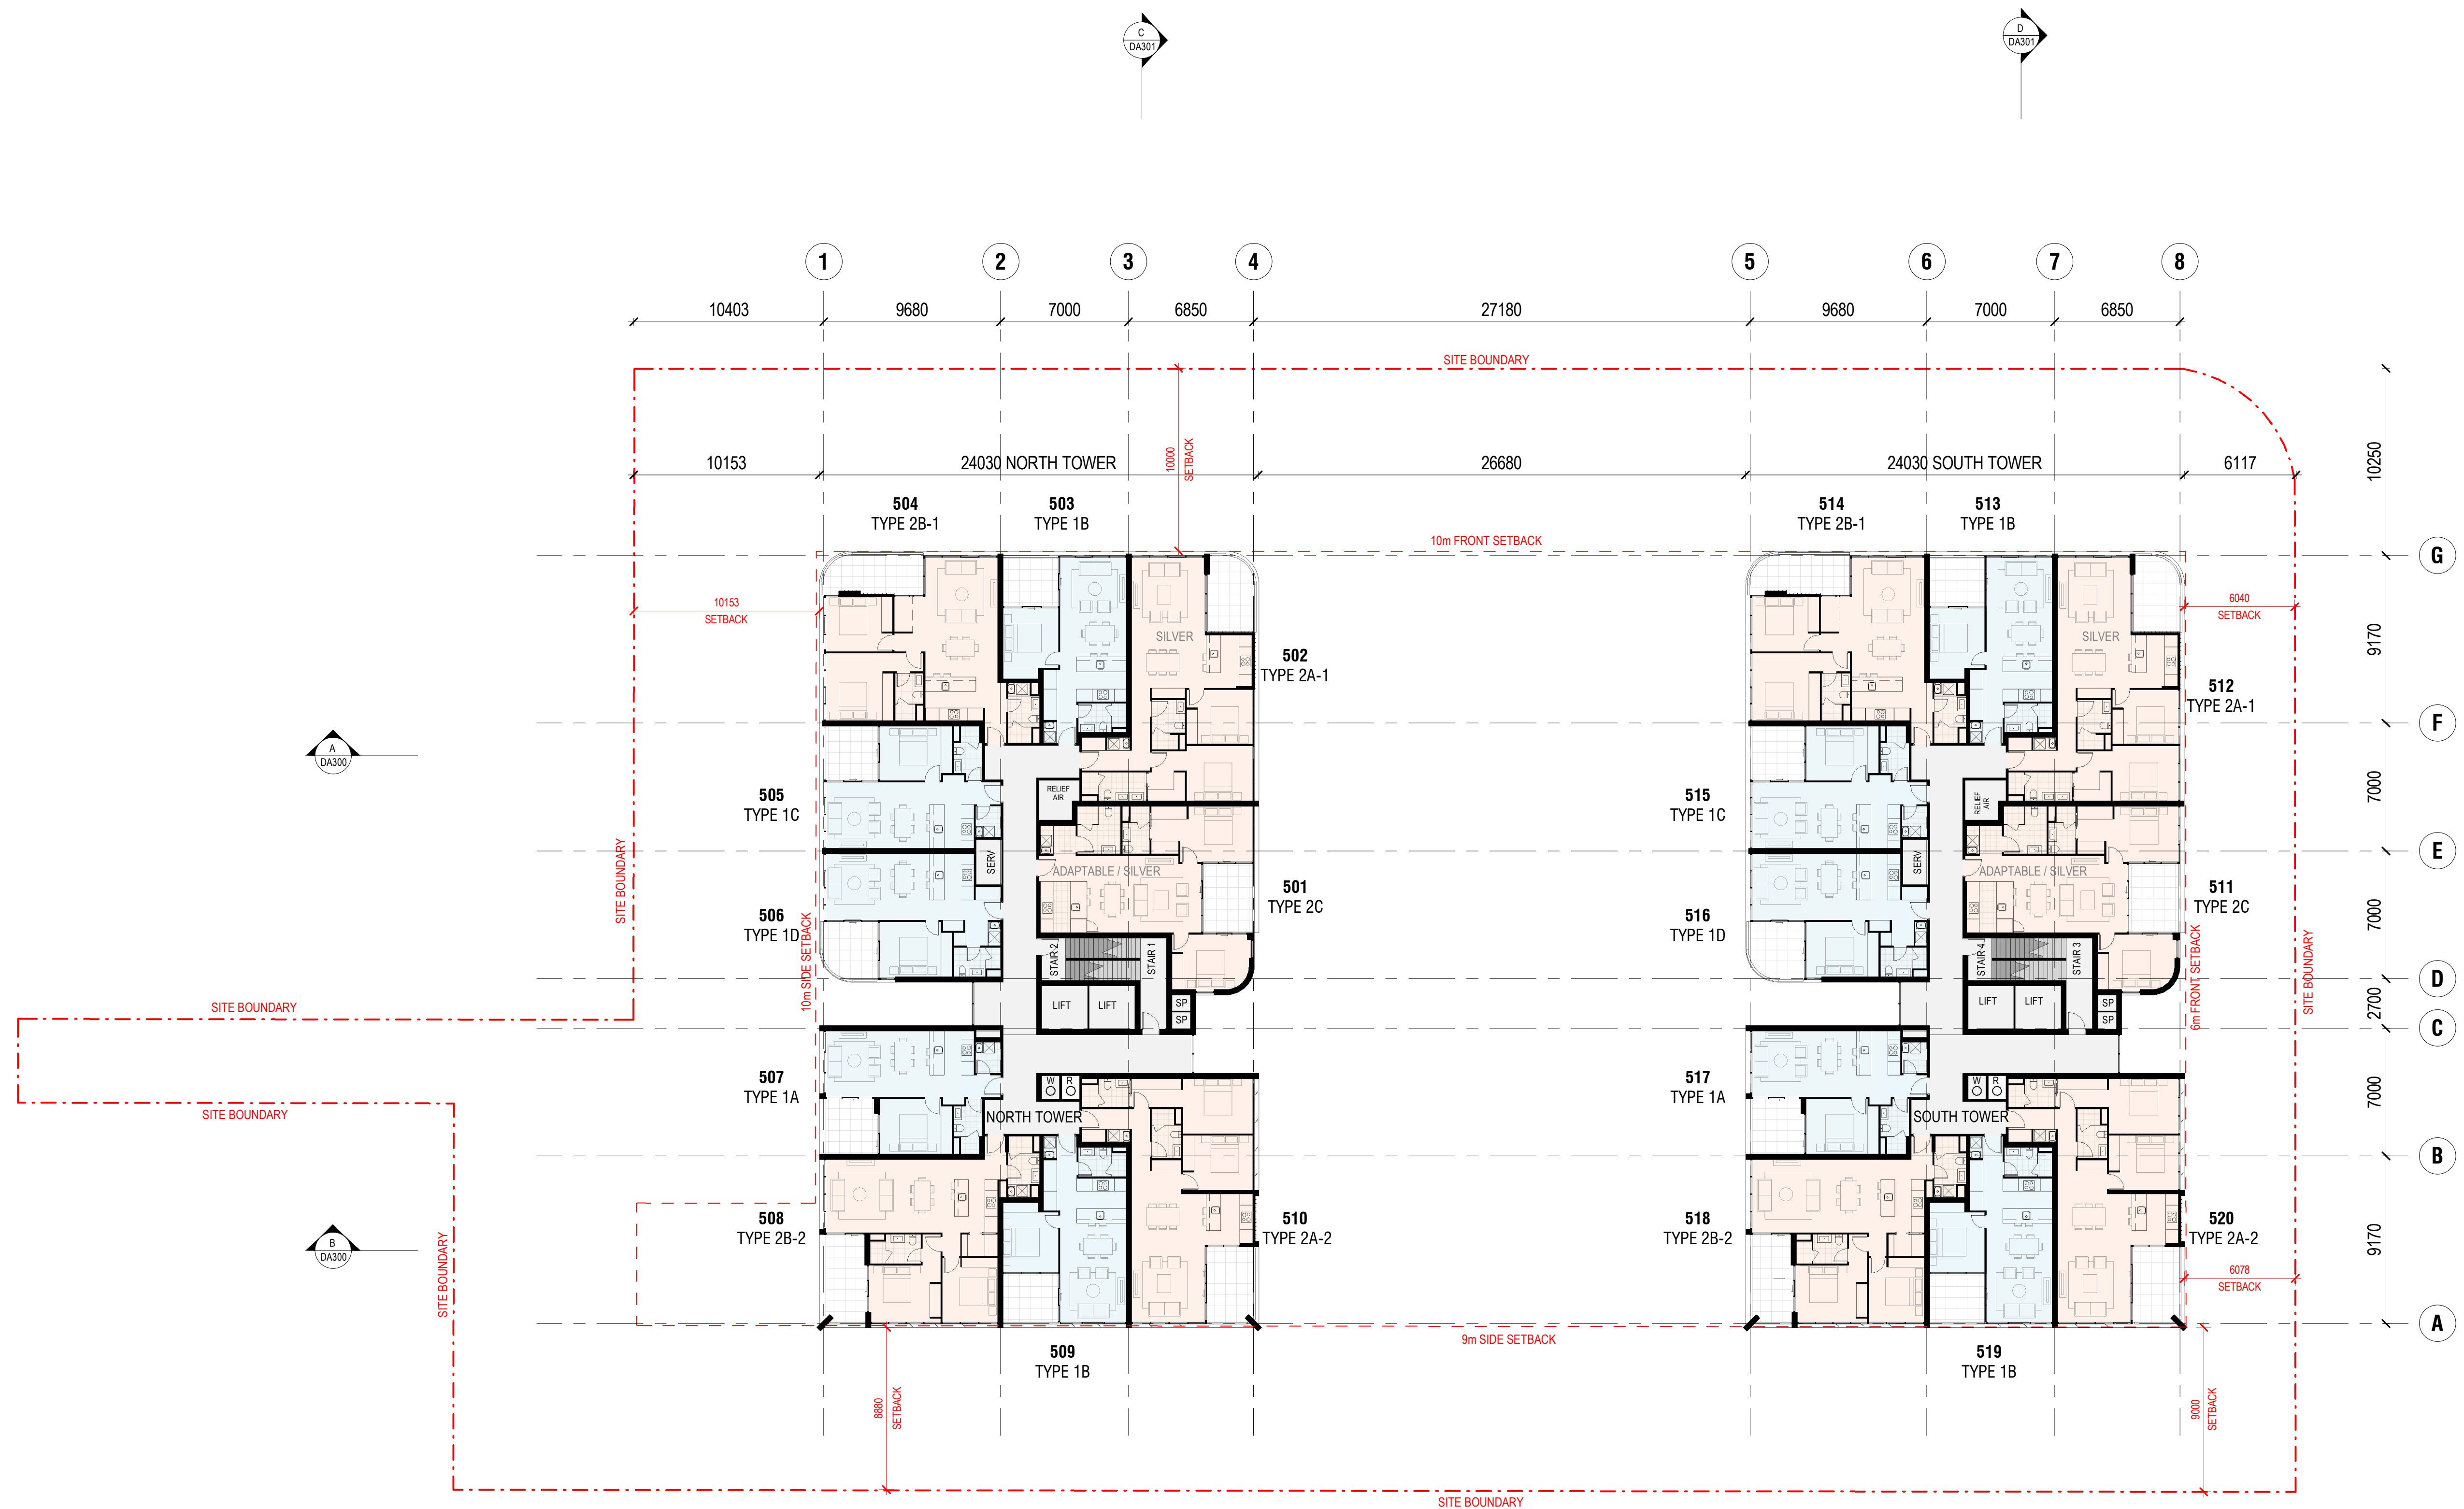 C
DA301
D
DA301
1
2
3
4
5
6
7
8
10403
9680
7000
6850
27180
9680
7000
6850
SITE BOUNDARY
10000
SETBACK
10250
10153
24030 NORTH TOWER
26680
24030 SOUTH TOWER
6117
504
TYPE 2B-1
503
TYPE 1B
514
TYPE 2B-1
513
TYPE 1B
10m FRONT SETBACK
G
10153
SETBACK
6040
SETBACK
9170
SILVER
SILVER
502
TYPE 2A-1
512
TYPE 2A-1
F
A
DA300
7000
505
TYPE 1C
RELIEF
AIR
515
TYPE 1C
RELIEF
AIR
E
SITE BOUNDARY
SERV
ADAPTABLE / SILVER
SERV
ADAPTABLE / SILVER
501
TYPE 2C
511
TYPE 2C
506
TYPE 1D
516
TYPE 1D
7000
10m SIDE SETBACK
STAIR 2
STAIR 1
STAIR 4
STAIR 3
6m FRONT SETBACK
SITE BOUNDARY
D
SITE BOUNDARY
LIFT
LIFT
SP
SP
LIFT
LIFT
SP
SP
2700
C
507
TYPE 1A
W
R
517
TYPE 1A
W
R
7000
SITE BOUNDARY
NORTH TOWER
SOUTH TOWER
B
508
TYPE 2B-2
510
TYPE 2A-2
518
TYPE 2B-2
520
TYPE 2A-2
9170
B
DA300
SITE BOUNDARY
6078
SETBACK
A
9m SIDE SETBACK
509
TYPE 1B
519
TYPE 1B
8880
SETBACK
9000
SETBACK
SITE BOUNDARY